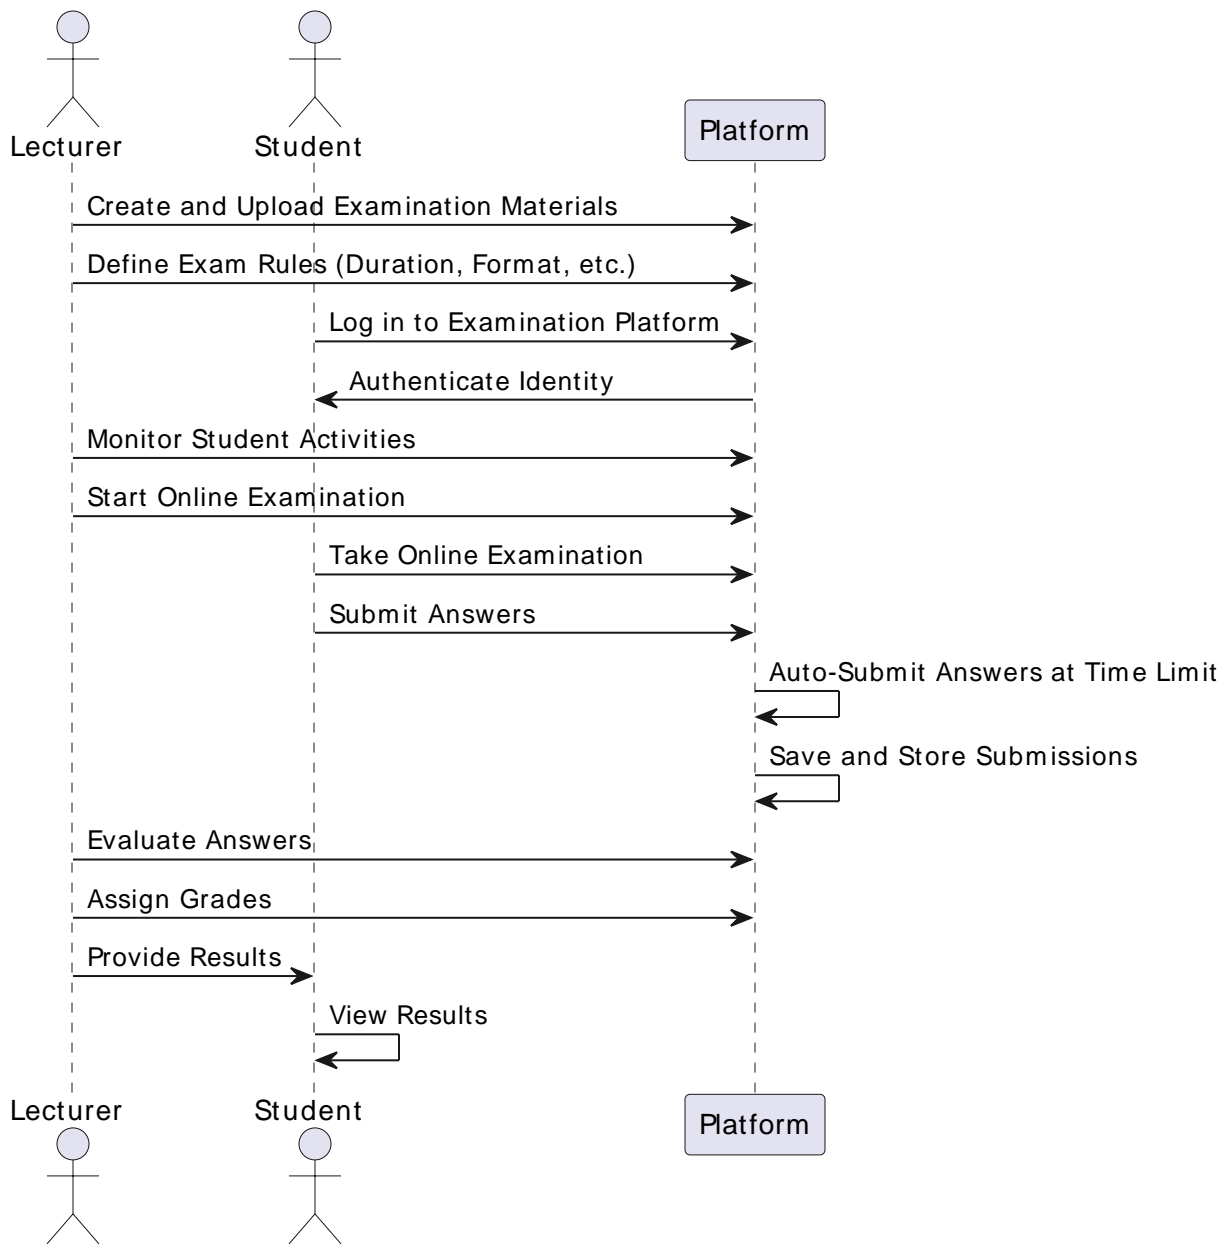 Lecturer
Student
Platform
Create and Upload Examination Materials
Define Exam Rules (Duration, Format, etc.)
Log in to Examination Platform
Authenticate Identity
Monitor Student Activities
Start Online Examination
Take Online Examination
Submit Answers
Auto-Submit Answers at Time Limit
Save and Store Submissions
Evaluate Answers
Assign Grades
Provide Results
View Results
Lecturer
Student
Platform